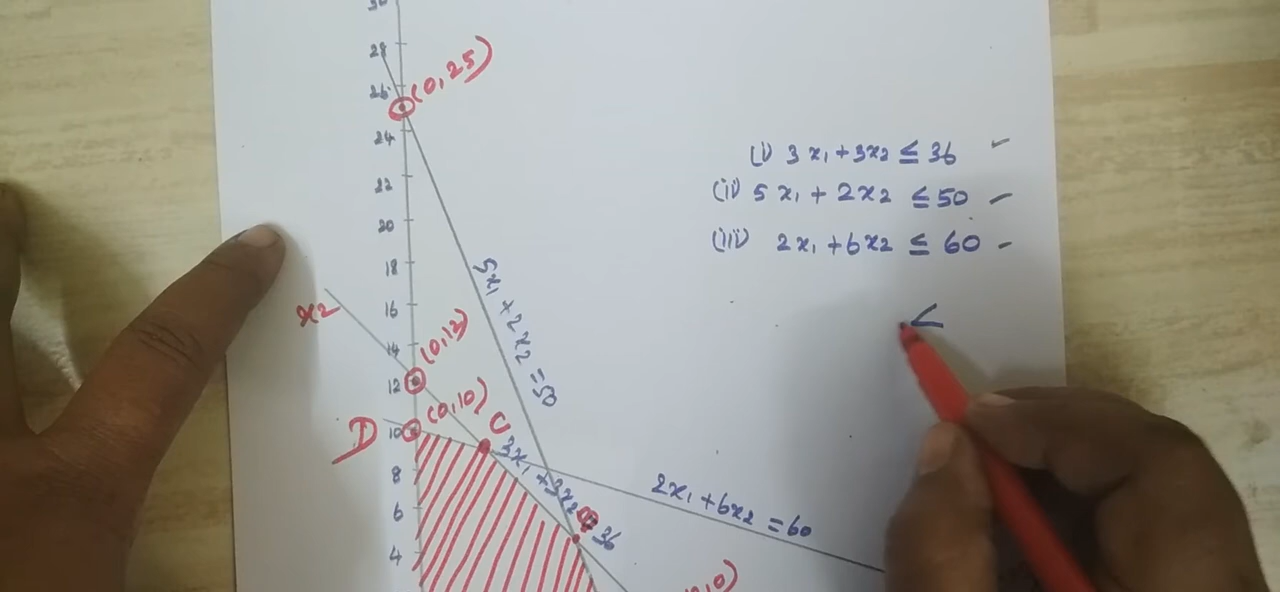 30
28
26
24
22
20
18
16
14
12
10
8
6
4
(0,25)
x2
(0,12)
(0,10)
D
C
5x₁ + 2x₂ = 50
3x₁ + 3x₂ = 36
2x₁ + 6x₂ = 60
(i) 3x₁ + 3x₂ ≤ 36
(ii) 5x₁ + 2x₂ ≤ 50
(iii) 2x₁ + 6x₂ ≤ 60
<